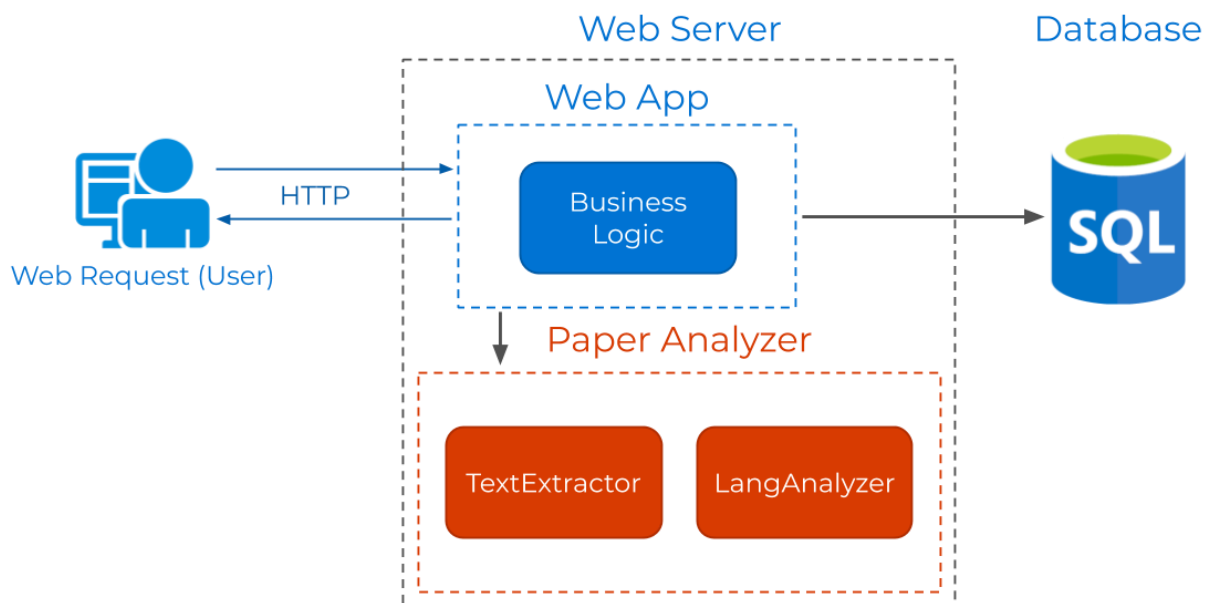 Web Server
Database
Web App
HTTP
Business
Logic
SQL
Web Request (User)
Paper Analyzer
TextExtractor
LangAnalyzer